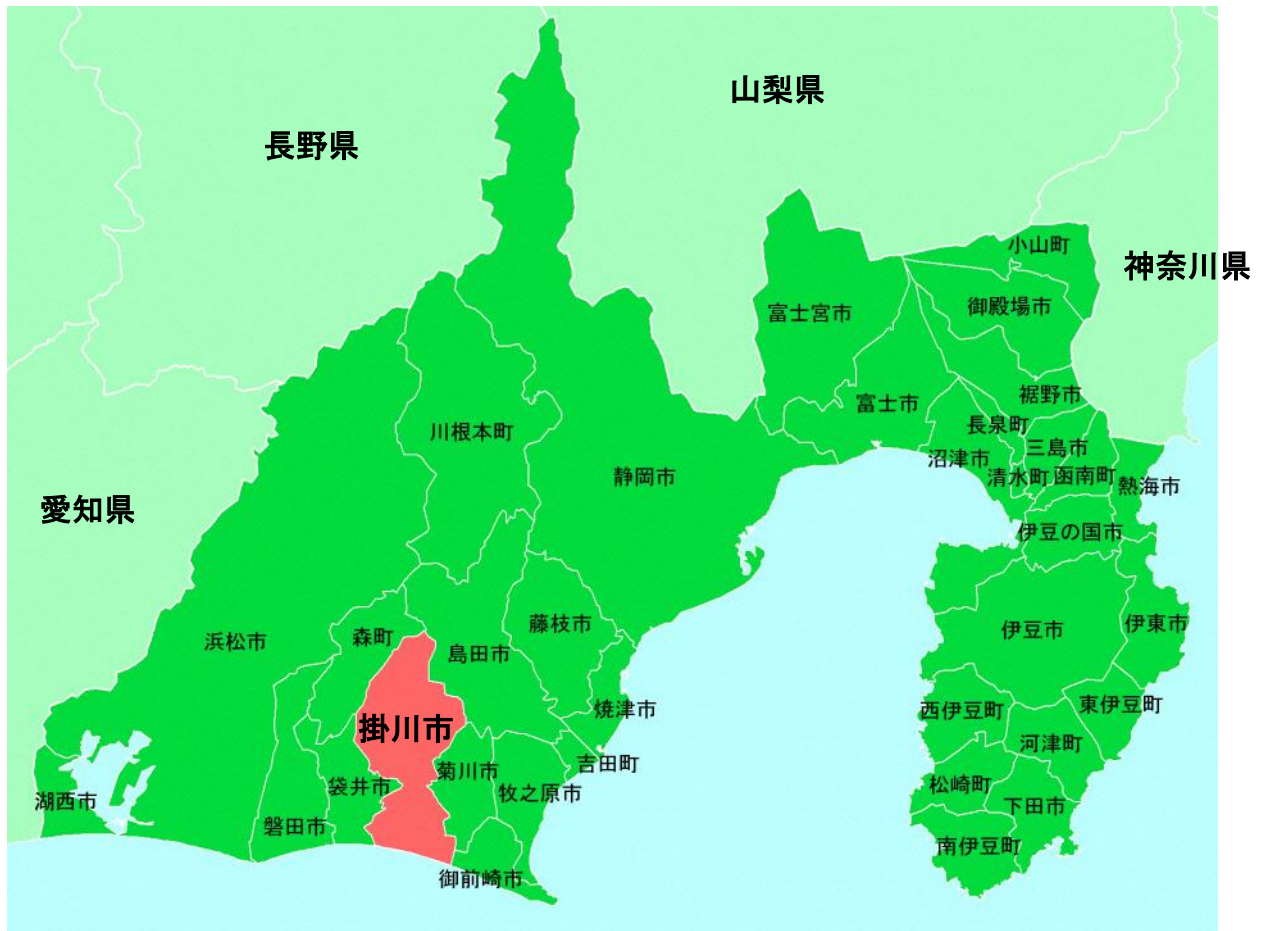 山梨県
長野県
小山町
神奈川県
富士宮市
御殿場市
裾野市
富士市
長泉町
川根本町
三島市
沼津市
静岡市
清水町
函南町
熱海市
愛知県
伊豆の国市
藤枝市
伊豆市
伊東市
森町
浜松市
島田市
東伊豆町
焼津市
西伊豆町
掛川市
河津町
吉田町
菊川市
袋井市
松崎町
牧之原市
湖西市
下田市
磐田市
南伊豆町
御前崎市